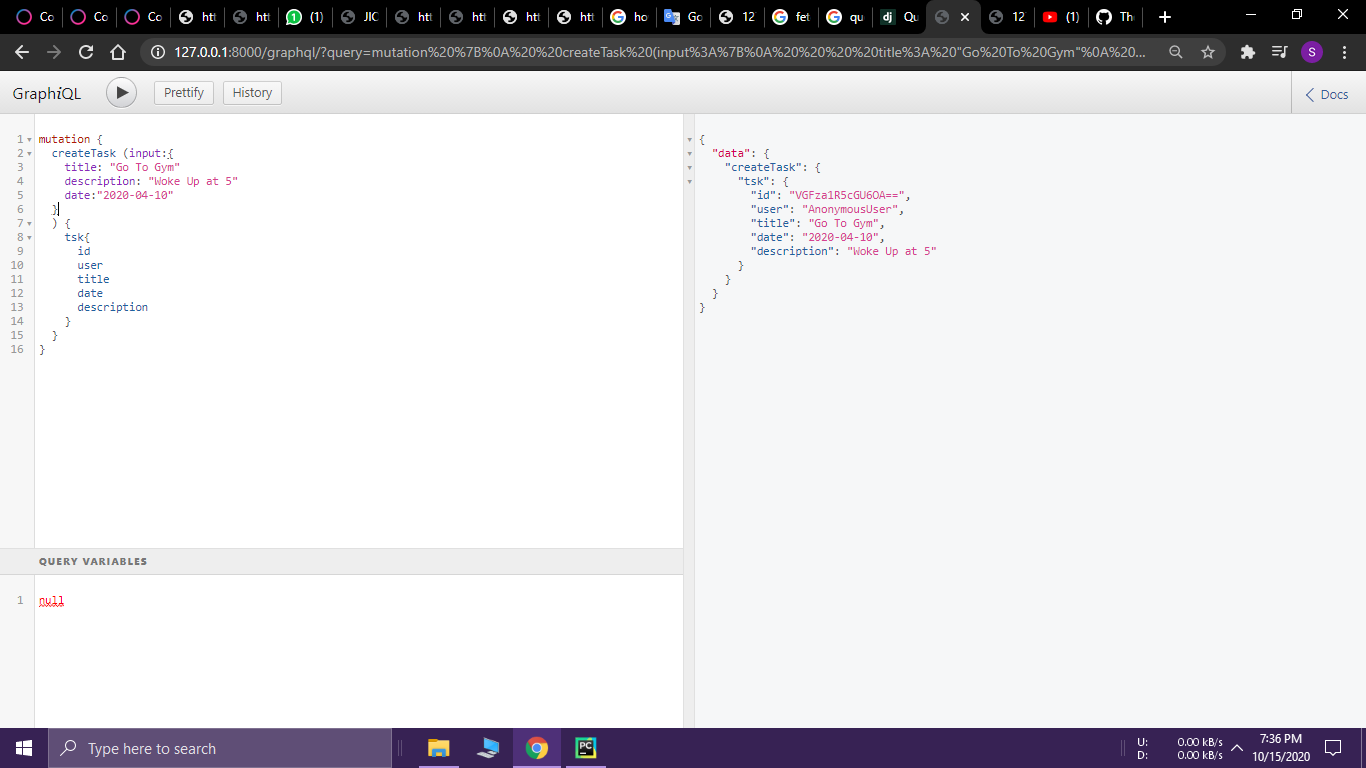 Co Co Co htt htt (1) JIC htt htt htt htt ho Go 12 fet qu dj Qu 12 (1) The
127.0.0.1:8000/graphql/?query=mutation%20%7B%0A%20%20createTask%20(input%3A%7B%0A%20%20%20%20title%3A%20"Go%20To%20Gym"%0A%20... S
GraphiQL Prettify History Docs
1 mutation {
2 createTask (input:{
3 title: "Go To Gym"
4 description: "Woke Up at 5"
5 date:"2020-04-10"
6 }
7 ) {
8 tsk{
9 id
10 user
11 title
12 date
13 description
14 }
15 }
16 }
{
"data": {
"createTask": {
"tsk": {
"id": "VGFza1R5cGU6OA==",
"user": "AnonymousUser",
"title": "Go To Gym",
"date": "2020-04-10",
"description": "Woke Up at 5"
}
}
}
}
QUERY VARIABLES
1 null
Type here to search
PC
U: 0.00 kB/s
D: 0.00 kB/s
7:36 PM
10/15/2020